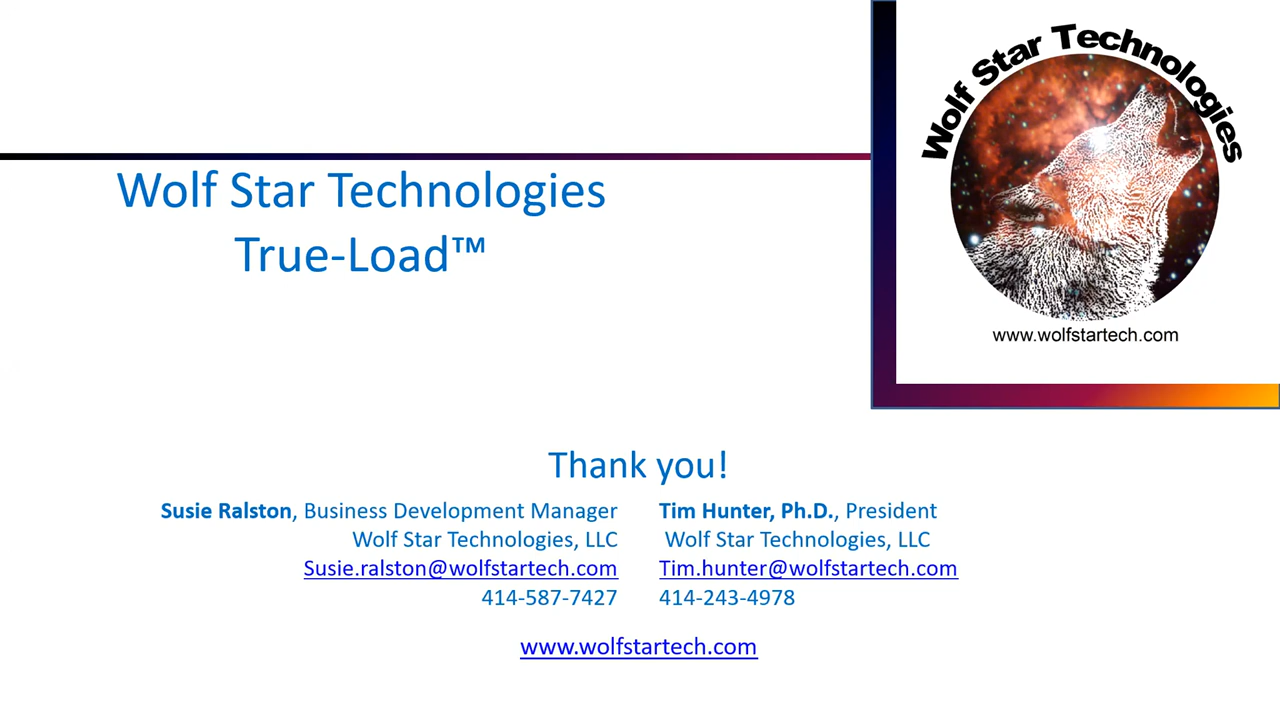 Wolf Star Technologies
www.wolfstartech.com
Wolf Star Technologies
True-Load™
Thank you!
Susie Ralston, Business Development Manager
Wolf Star Technologies, LLC
Susie.ralston@wolfstartech.com
414-587-7427
Tim Hunter, Ph.D., President
Wolf Star Technologies, LLC
Tim.hunter@wolfstartech.com
414-243-4978
www.wolfstartech.com